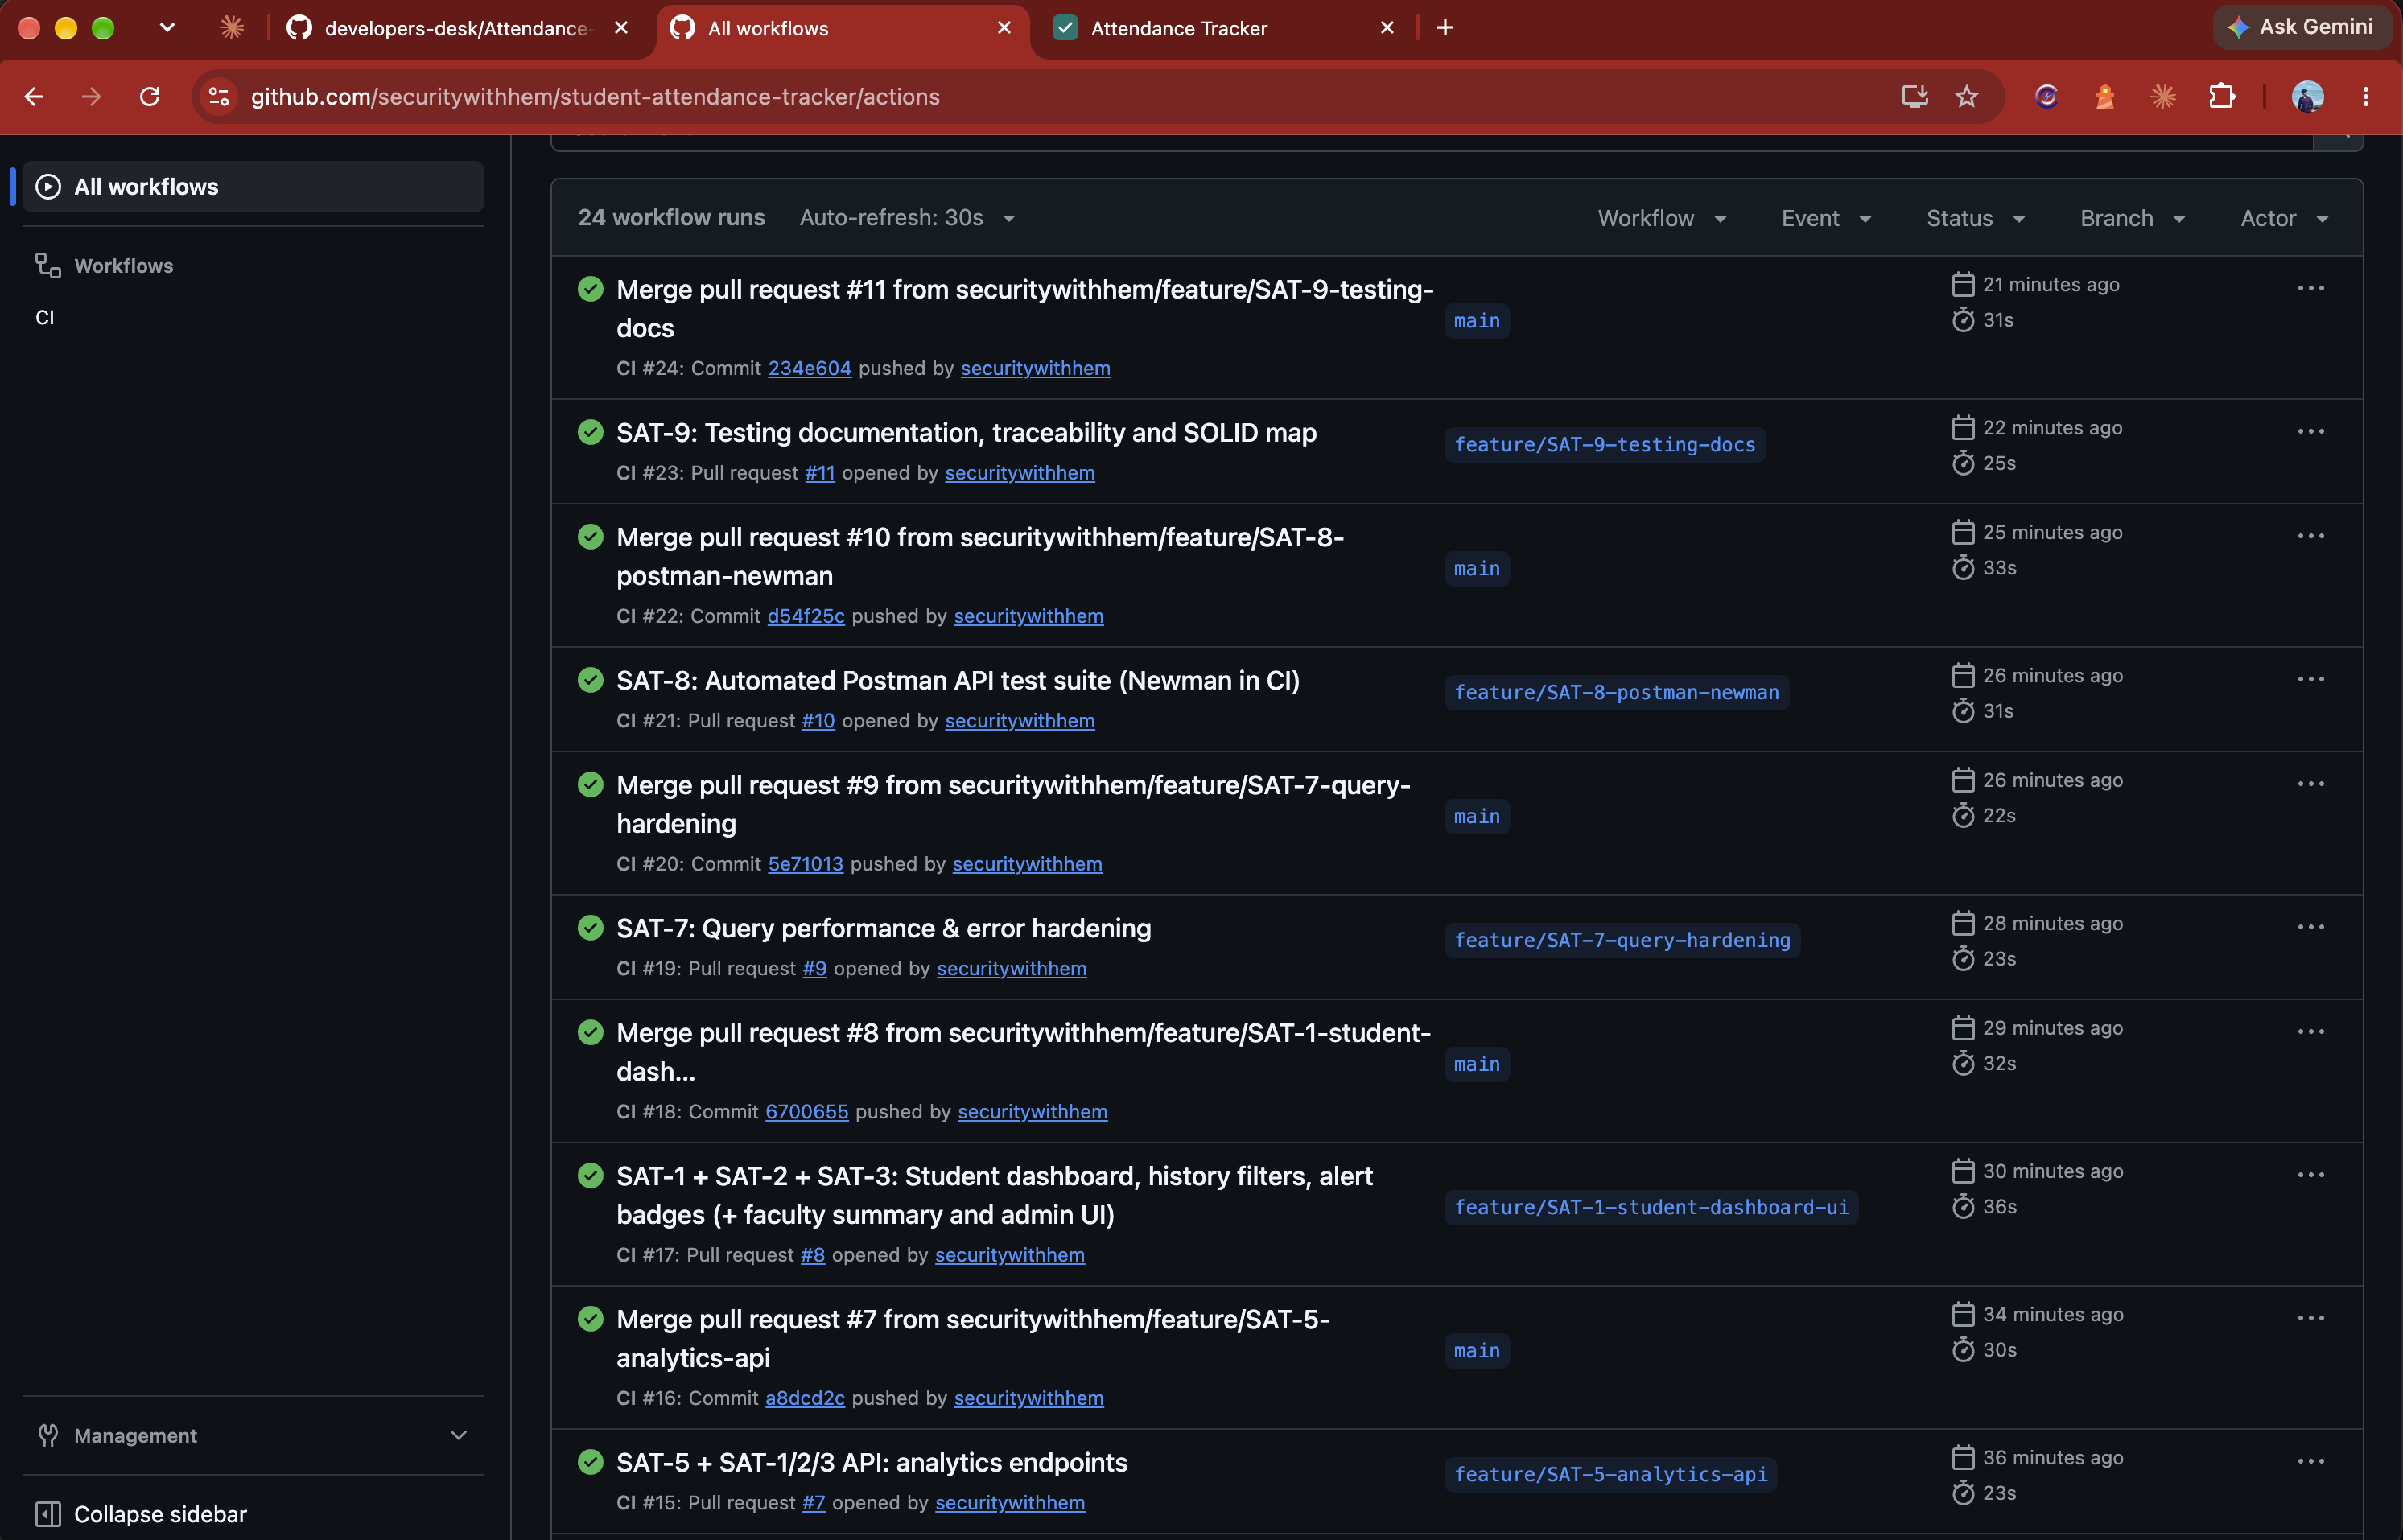 developers-desk/Attendance-
All workflows
Attendance Tracker
Ask Gemini
github.com/securitywithhem/student-attendance-tracker/actions
All workflows
Workflows
CI
Management
Collapse sidebar
24 workflow runs
Auto-refresh: 30s
Workflow
Event
Status
Branch
Actor
Merge pull request #11 from securitywithhem/feature/SAT-9-testing-
docs
CI #24: Commit 234e604 pushed by securitywithhem
main
21 minutes ago
31s
SAT-9: Testing documentation, traceability and SOLID map
CI #23: Pull request #11 opened by securitywithhem
feature/SAT-9-testing-docs
22 minutes ago
25s
Merge pull request #10 from securitywithhem/feature/SAT-8-
postman-newman
CI #22: Commit d54f25c pushed by securitywithhem
main
25 minutes ago
33s
SAT-8: Automated Postman API test suite (Newman in CI)
CI #21: Pull request #10 opened by securitywithhem
feature/SAT-8-postman-newman
26 minutes ago
31s
Merge pull request #9 from securitywithhem/feature/SAT-7-query-
hardening
CI #20: Commit 5e71013 pushed by securitywithhem
main
26 minutes ago
22s
SAT-7: Query performance & error hardening
CI #19: Pull request #9 opened by securitywithhem
feature/SAT-7-query-hardening
28 minutes ago
23s
Merge pull request #8 from securitywithhem/feature/SAT-1-student-
dash...
CI #18: Commit 6700655 pushed by securitywithhem
main
29 minutes ago
32s
SAT-1 + SAT-2 + SAT-3: Student dashboard, history filters, alert
badges (+ faculty summary and admin UI)
CI #17: Pull request #8 opened by securitywithhem
feature/SAT-1-student-dashboard-ui
30 minutes ago
36s
Merge pull request #7 from securitywithhem/feature/SAT-5-
analytics-api
CI #16: Commit a8dcd2c pushed by securitywithhem
main
34 minutes ago
30s
SAT-5 + SAT-1/2/3 API: analytics endpoints
CI #15: Pull request #7 opened by securitywithhem
feature/SAT-5-analytics-api
36 minutes ago
23s